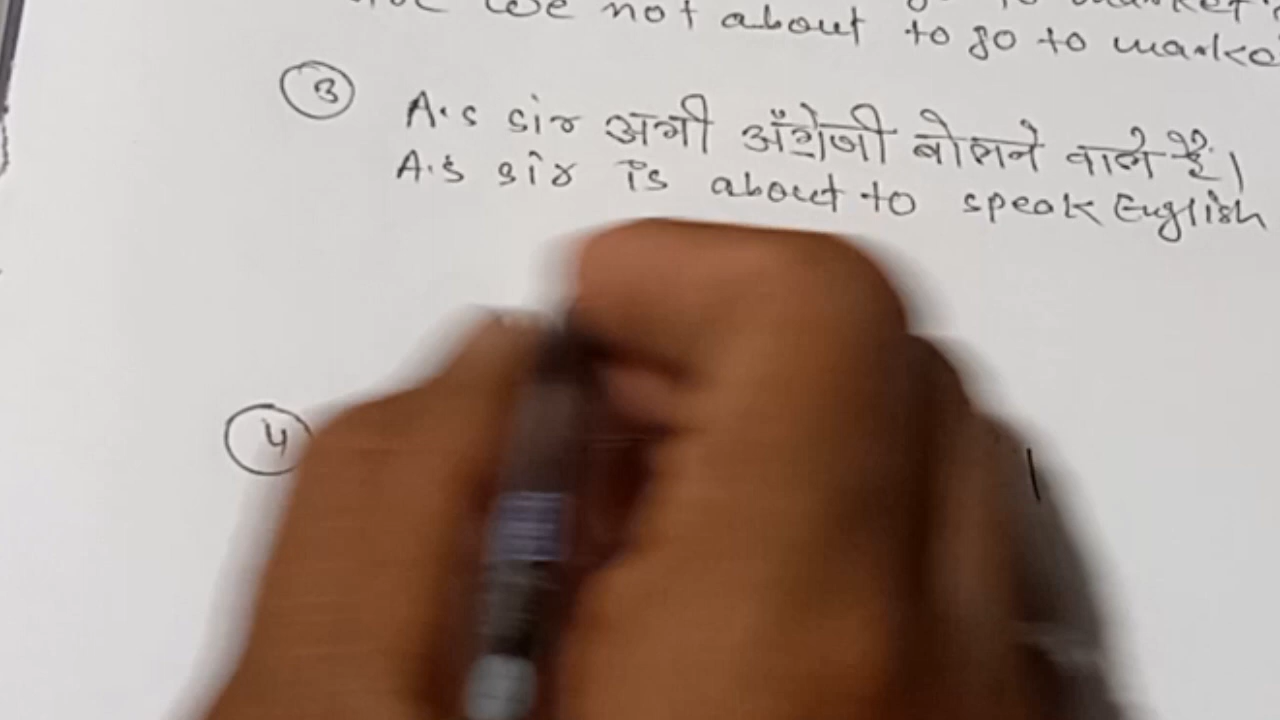 we not about to go to marke
③ A.s sir अभी अँग्रेजी बोलने वाले हैं।
A.s sir is about to speak English
④